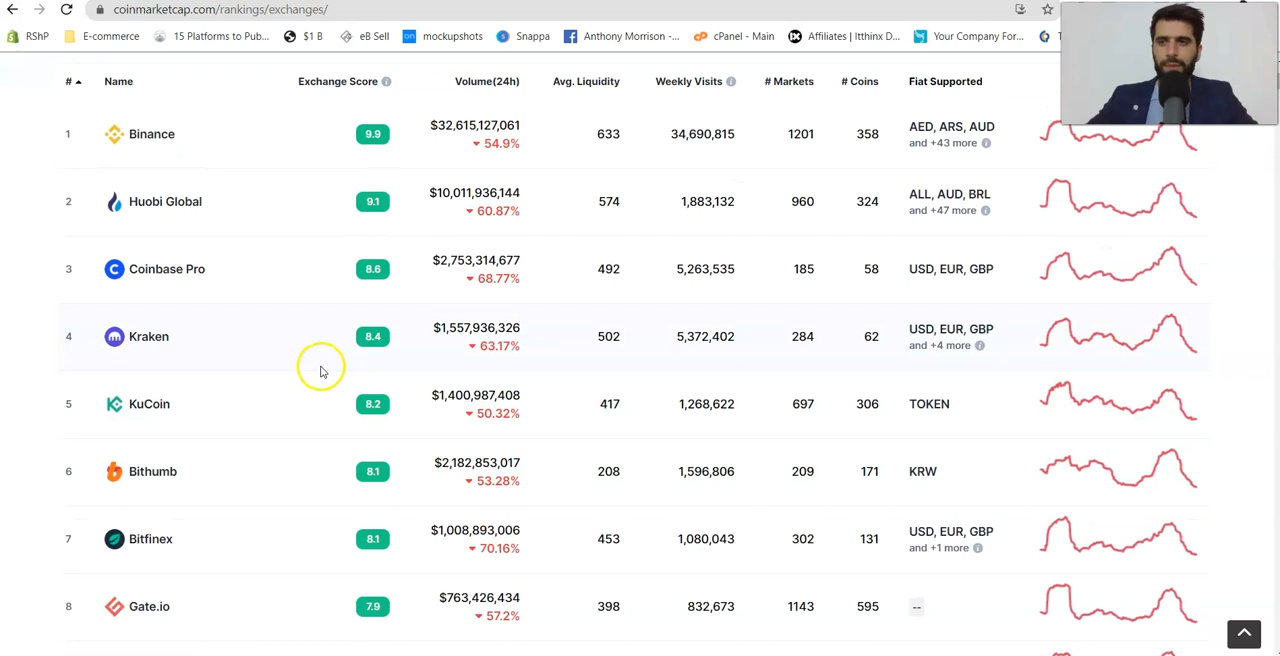 coinmarketcap.com/rankings/exchanges/
RShP E-commerce 15 Platforms to Pub... $1 B eB Sell mockupshots Snappa Anthony Morrison -... cPanel - Main Affiliates | Itthinx D... Your Company For...
# Name Exchange Score Volume(24h) Avg. Liquidity Weekly Visits # Markets # Coins Fiat Supported
1 Binance 9.9 $32,615,127,061 633 34,690,815 1201 358 AED, ARS, AUD
54.9% and +43 more
2 Huobi Global 9.1 $10,011,936,144 574 1,883,132 960 324 ALL, AUD, BRL
60.87% and +47 more
3 Coinbase Pro 8.6 $2,753,314,677 492 5,263,535 185 58 USD, EUR, GBP
68.77%
4 Kraken 8.4 $1,557,936,326 502 5,372,402 284 62 USD, EUR, GBP
63.17% and +4 more
5 KuCoin 8.2 $1,400,987,408 417 1,268,622 697 306 TOKEN
50.32%
6 Bithumb 8.1 $2,182,853,017 208 1,596,806 209 171 KRW
53.28%
7 Bitfinex 8.1 $1,008,893,006 453 1,080,043 302 131 USD, EUR, GBP
70.16% and +1 more
8 Gate.io 7.9 $763,426,434 398 832,673 1143 595 --
57.2%